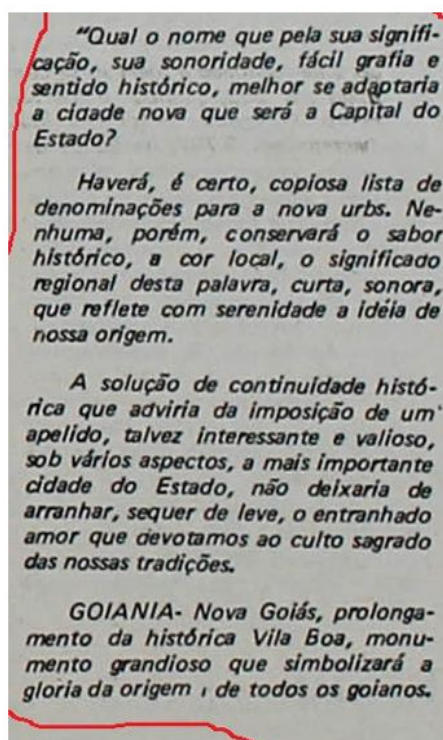 "Qual o nome que pela sua signifi-
cação, sua sonoridade, fácil grafia e
sentido histórico, melhor se adaptaria
a cidade nova que será a Capital do
Estado?
Haverá, é certo, copiosa lista de
denominações para a nova urbs. Ne-
nhuma, porém, conservará o sabor
histórico, a cor local, o significado
regional desta palavra, curta, sonora,
que reflete com serenidade a idéia de
nossa origem.
A solução de continuidade histó-
rica que adviria da imposição de um
apelido, talvez interessante e valioso,
sob vários aspectos, a mais importante
cidade do Estado, não deixaria de
arranhar, sequer de leve, o entranhado
amor que devotamos ao culto sagrado
das nossas tradições.
GOIANIA- Nova Goiás, prolonga-
mento da histórica Vila Boa, monu-
mento grandioso que simbolizará a
gloria da origem de todos os goianos.